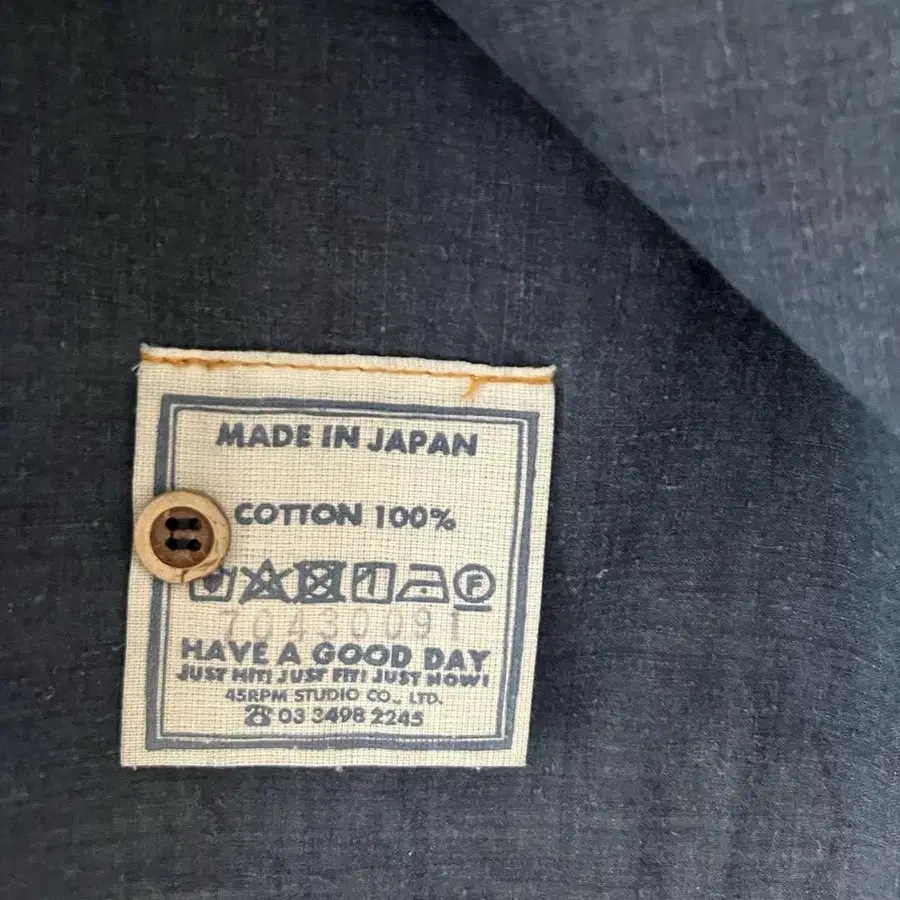 MADE IN JAPAN
COTTON 100%
F
70430091
HAVE A GOOD DAY
JUST HIT! JUST FIT! JUST NOW!
45RPM STUDIO CO., LTD.
☎ 03 3498 2245